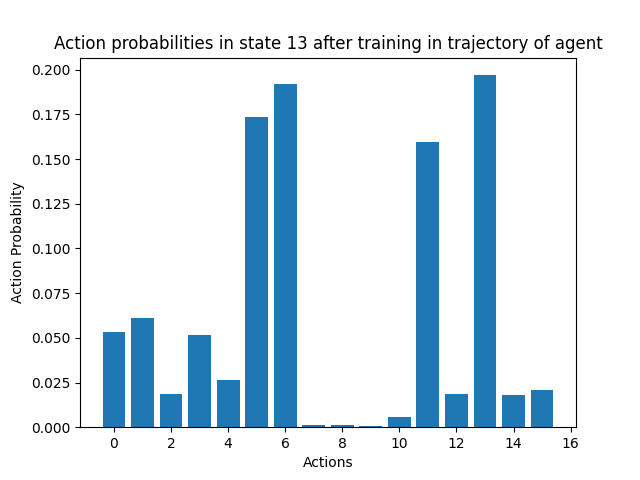 Action probabilities in state 13 after training in trajectory of agent
0.200
0.175
0.150
0.125
0.100
0.075
0.050
0.025
0.000
Action Probability
0 2 4 6 8 10 12 14 16
Actions